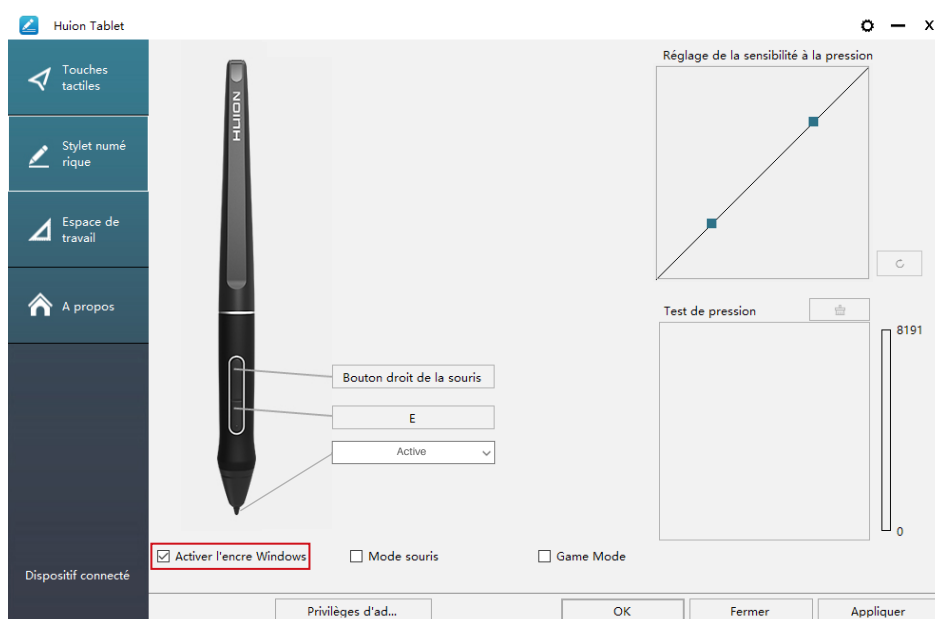 Huion Tablet
X
Touches
tactiles
Stylet numé
rique
Espace de
travail
A propos
Dispositif connecté
HUION
Bouton droit de la souris
E
Active
Réglage de la sensibilité à la pression
Test de pression
8191
0
Activer l'encre Windows
Mode souris
Game Mode
Privilèges d'ad...
OK
Fermer
Appliquer